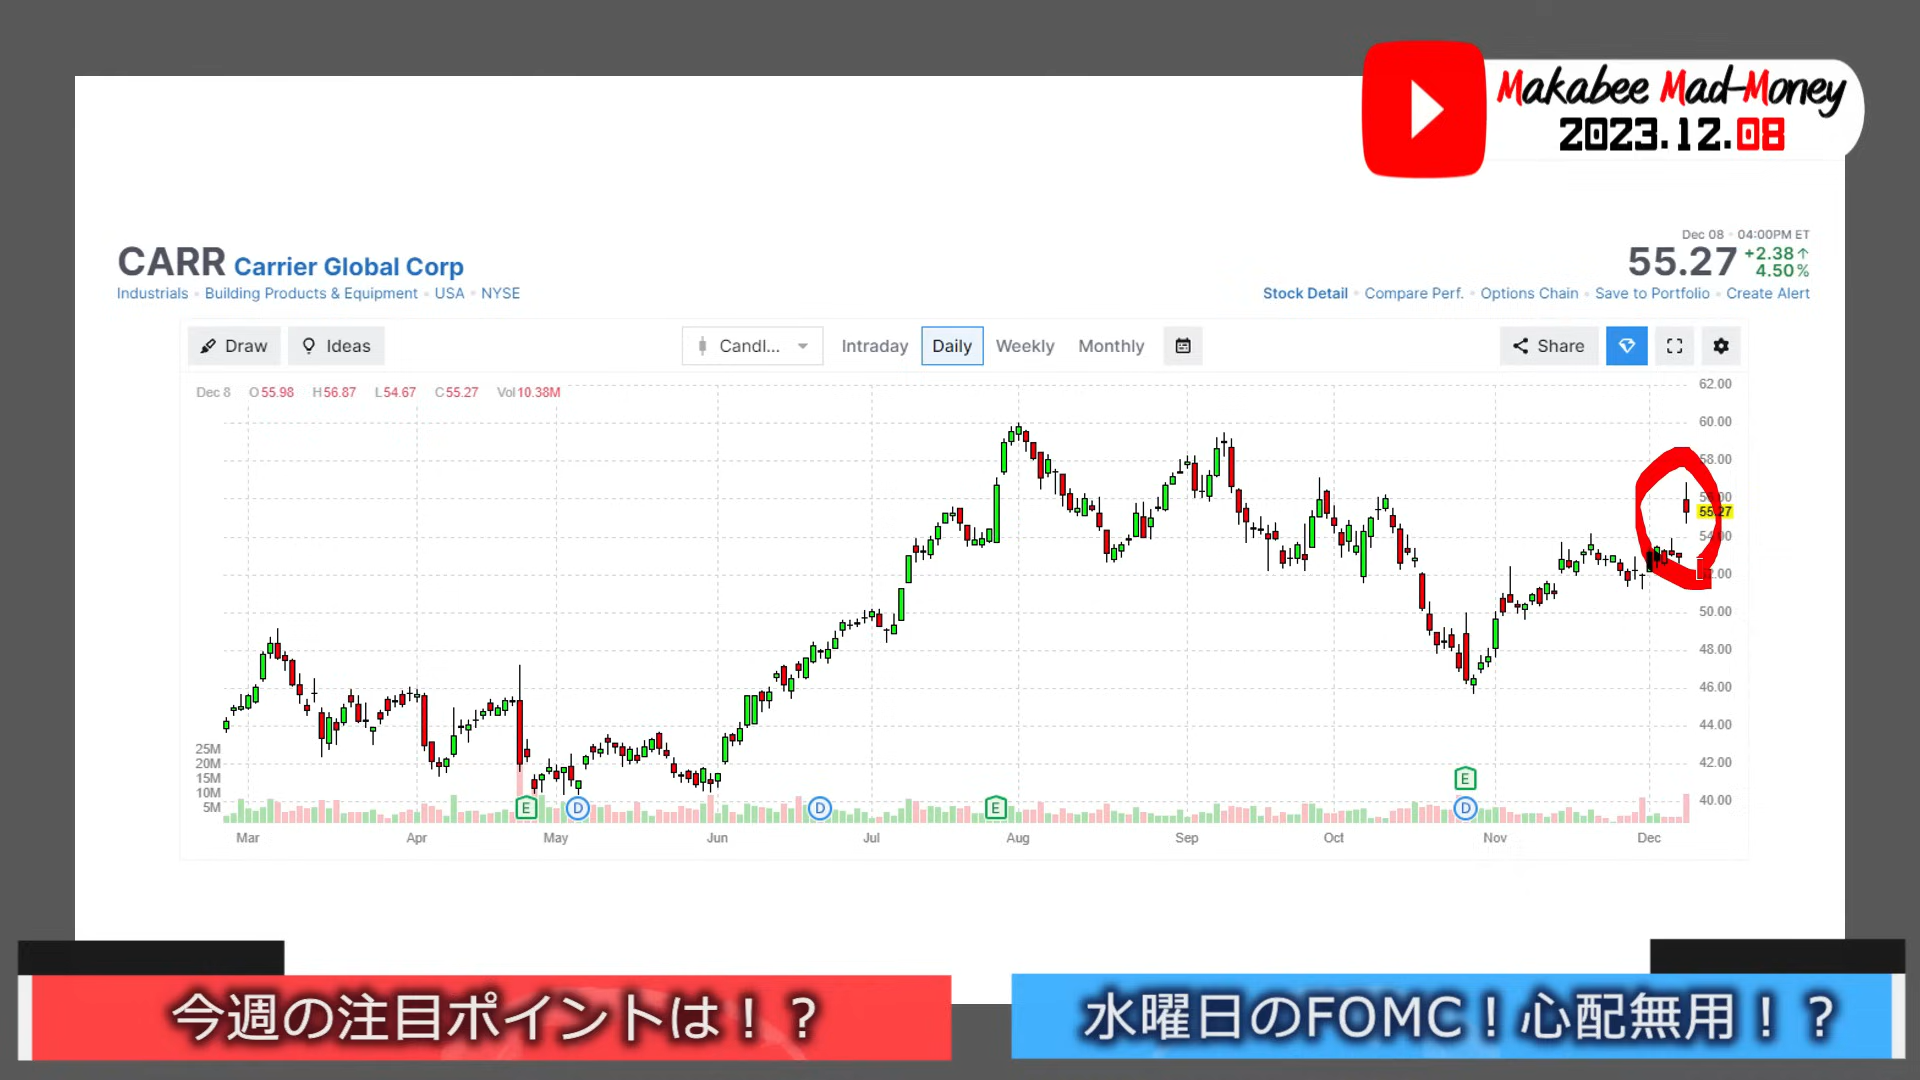 Makabee Mad-Money
2023.12.08
Dec 08 • 04:00PM ET
CARR Carrier Global Corp
55.27 +2.38↑
4.50%
Industrials • Building Products & Equipment • USA • NYSE
Stock Detail • Compare Perf. • Options Chain • Save to Portfolio • Create Alert
Draw Ideas Candl... Intraday Daily Weekly Monthly Share
Dec 8 O55.98 H56.87 L54.67 C55.27 Vol10.38M
62.00
60.00
58.00
55.27
50.00
48.00
46.00
44.00
42.00
40.00
25M
20M
15M
10M
5M
E
E D D E D
Mar Apr May Jun Jul Aug Sep Oct Nov Dec
今週の注目ポイントは！？
水曜日のFOMC！心配無用！？